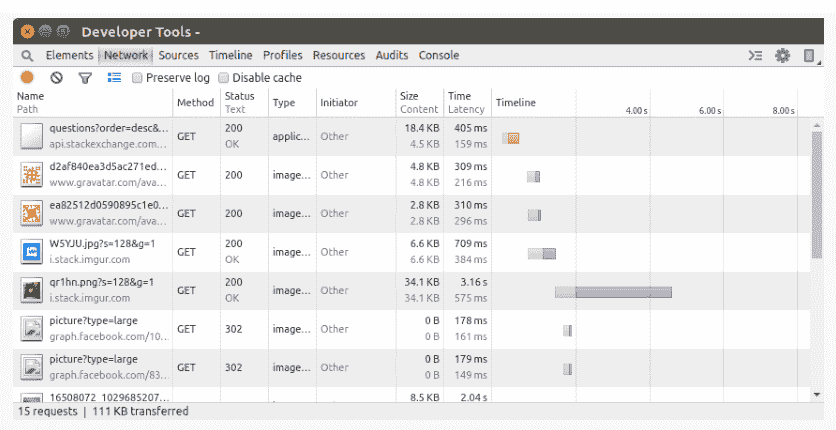 Developer Tools -
Elements Network Sources Timeline Profiles Resources Audits Console
Preserve log Disable cache
Name Path Method Status Text Type Initiator Size Content Time Latency Timeline 4.00 s 6.00 s 8.00 s
questions?order=desc&... GET 200 applic... Other 18.4 KB 405 ms
api.stackexchange.com... OK 4.5 KB 159 ms
d2af840ea3d5ac271ed... GET 200 image... Other 4.8 KB 309 ms
www.gravatar.com/ava... 4.8 KB 216 ms
ea82512d0590895c1e0... GET 200 image... Other 2.8 KB 310 ms
www.gravatar.com/ava... 2.8 KB 296 ms
W5YJU.jpg?s=128&g=1 GET 200 image... Other 6.6 KB 709 ms
i.stack.imgur.com OK 6.6 KB 384 ms
qr1hn.png?s=128&g=1 GET 200 image... Other 34.1 KB 3.16 s
i.stack.imgur.com OK 34.1 KB 575 ms
picture?type=large GET 302 image... Other 0 B 178 ms
graph.facebook.com/10... 0 B 161 ms
picture?type=large GET 302 image... Other 0 B 179 ms
graph.facebook.com/83... 0 B 149 ms
16508072_1029685207... 8.5 KB 2.04 s
15 requests | 111 KB transferred